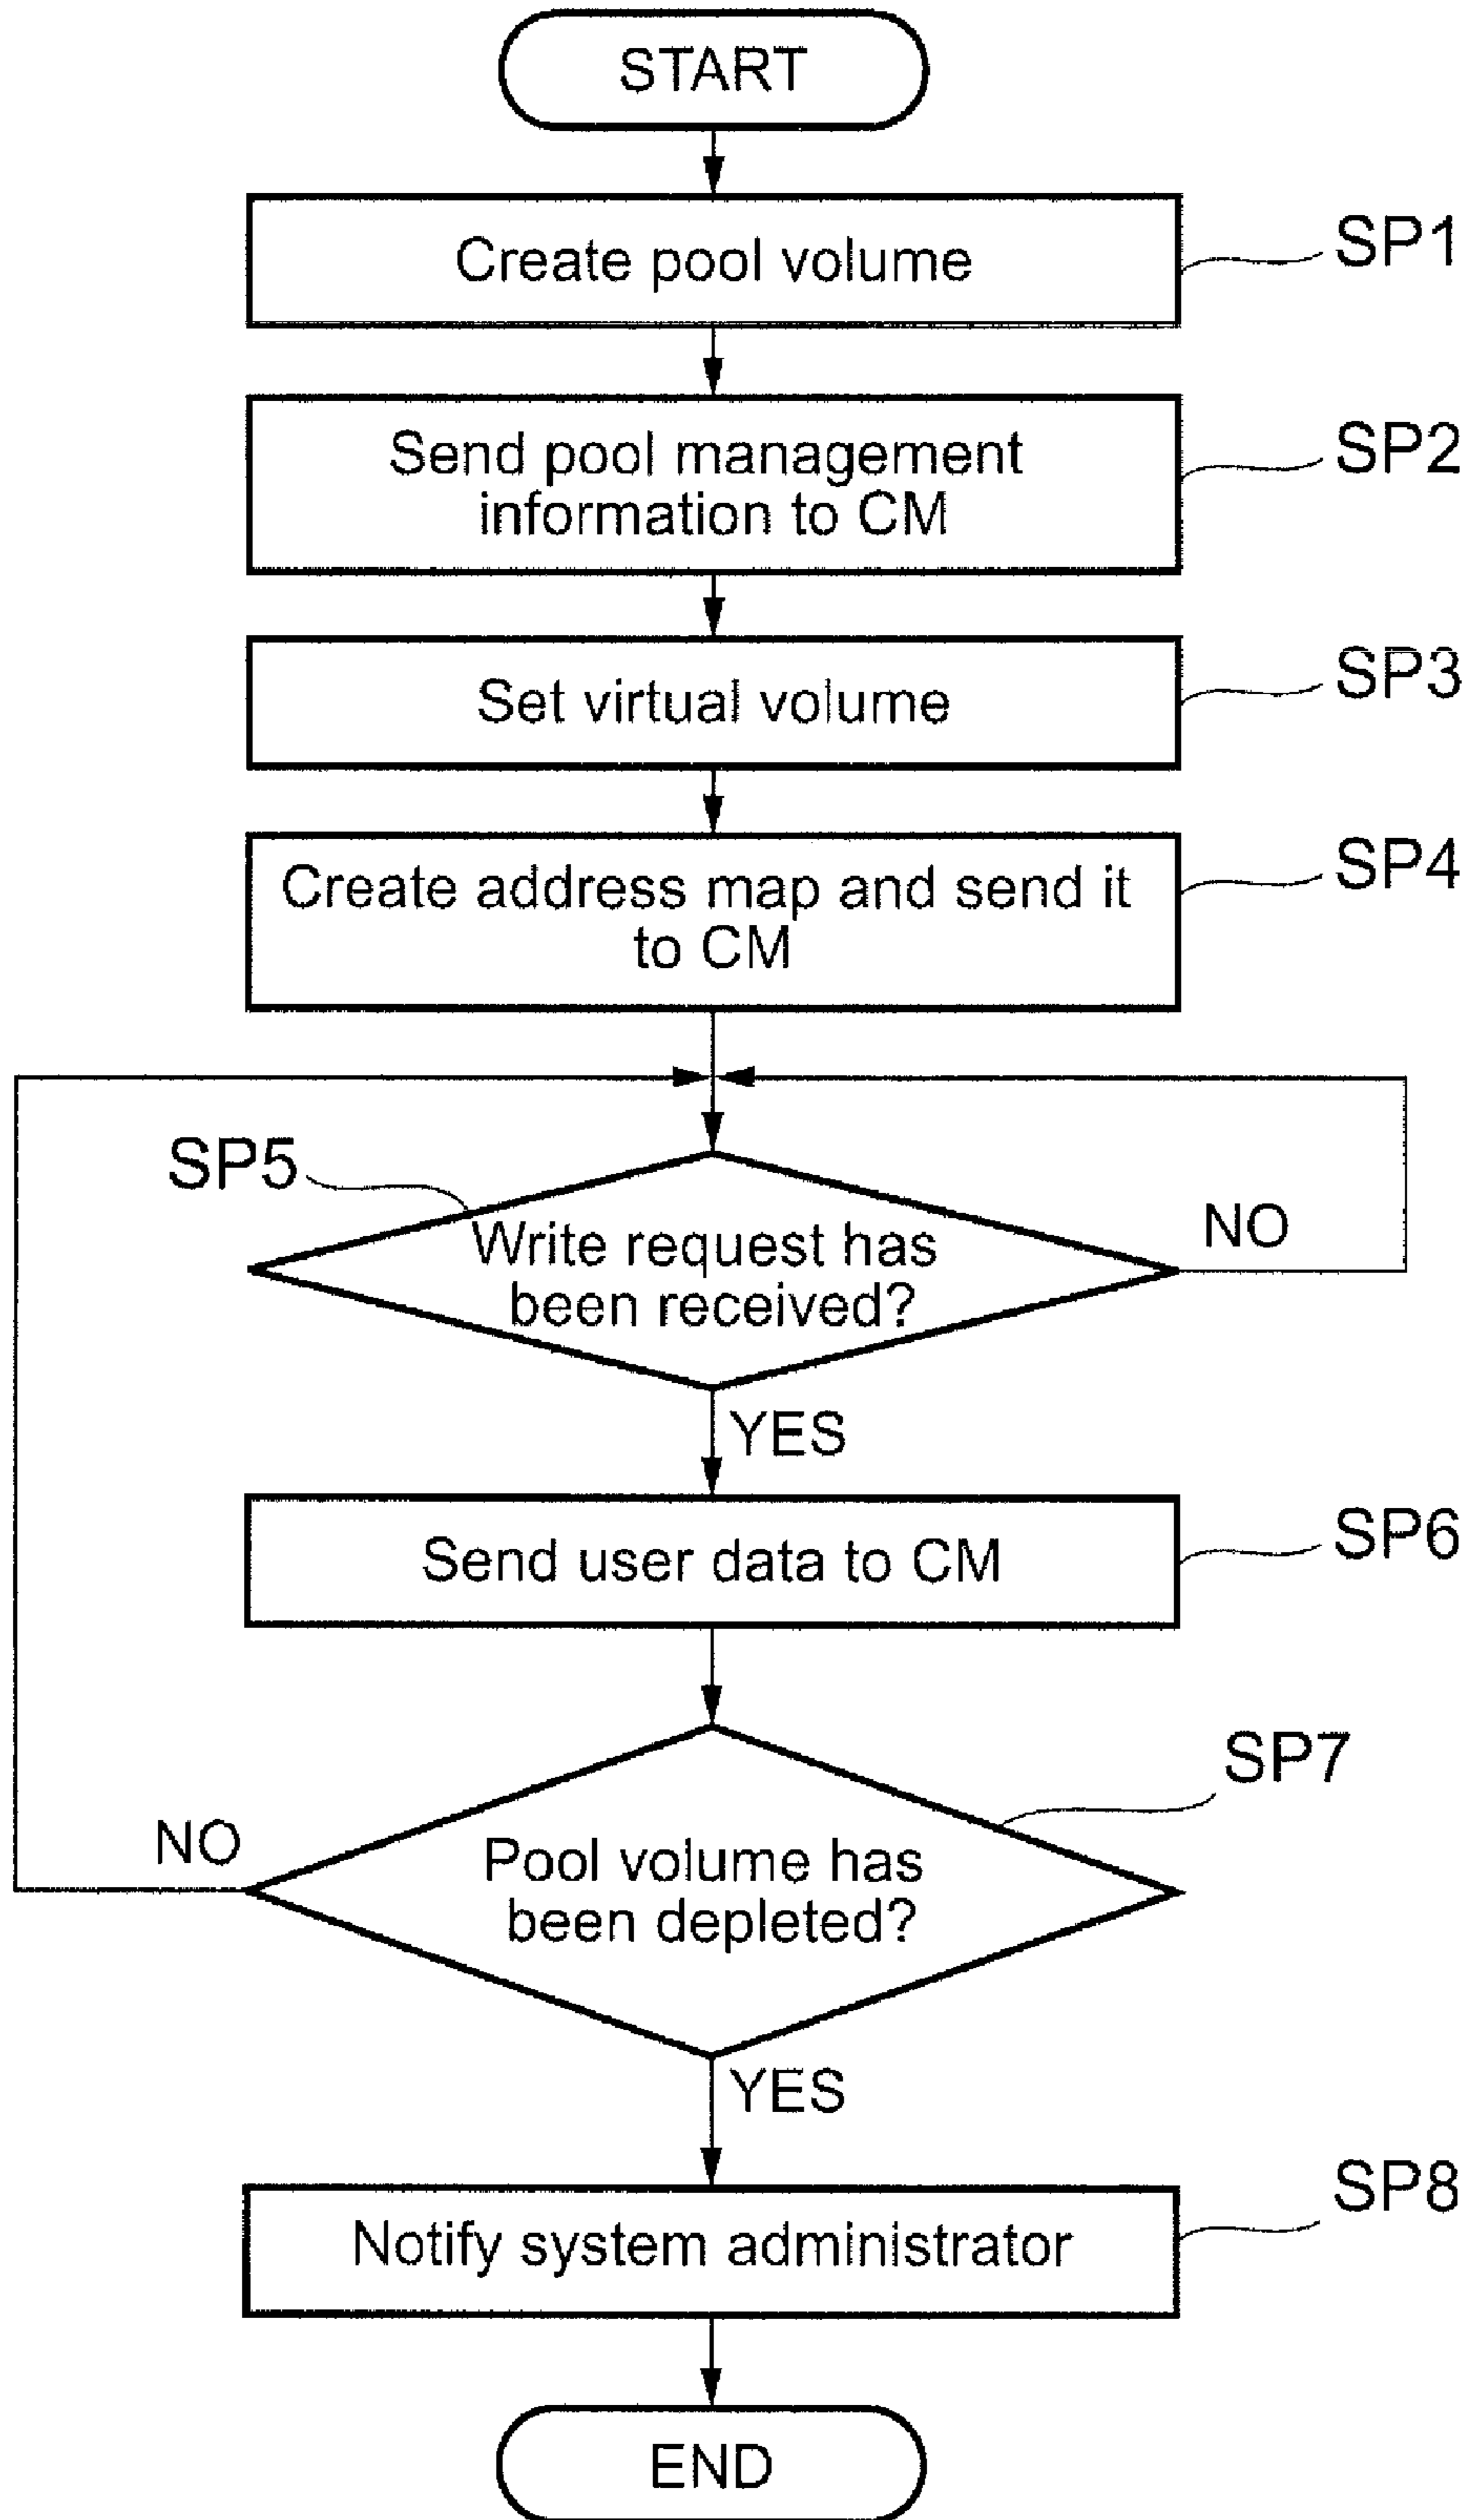 START
Create pool volume
SP1
Send pool management
information to CM
SP2
Set virtual volume
SP3
Create address map and send it
to CM
SP4
SP5
Write request has
been received?
NO
YES
Send user data to CM
SP6
SP7
NO
Pool volume has
been depleted?
YES
Notify system administrator
SP8
END